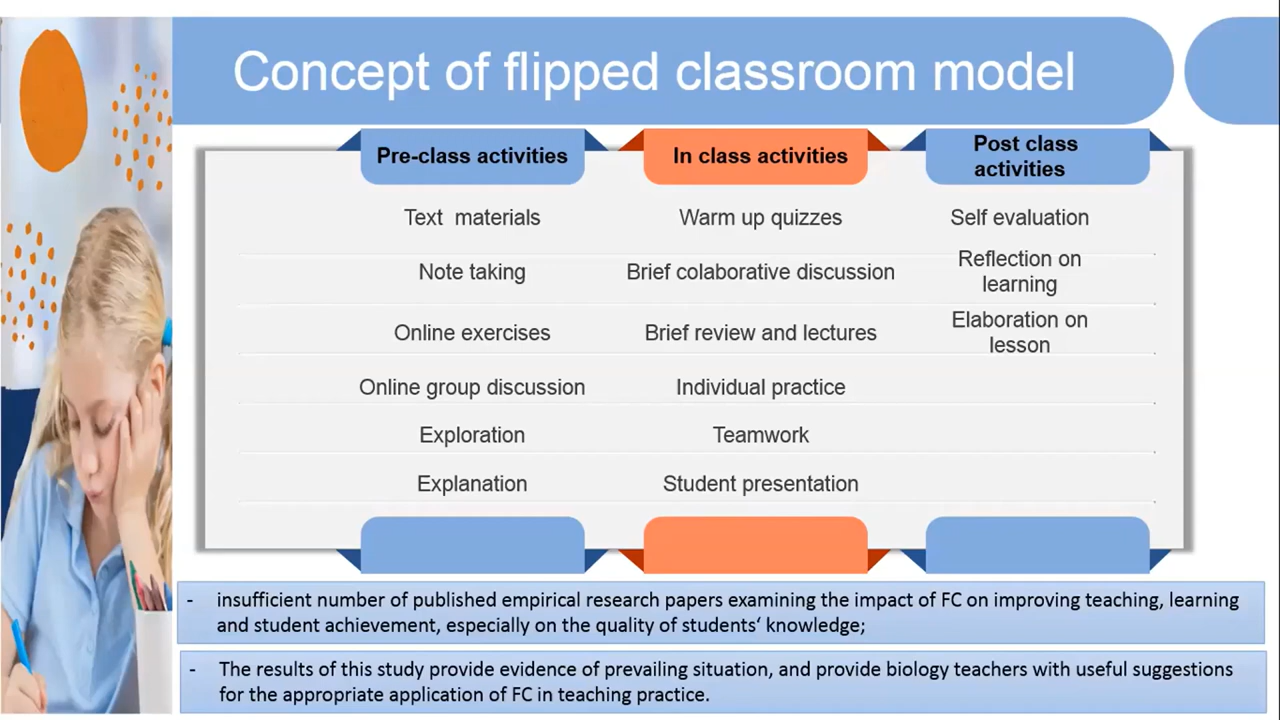 Concept of flipped classroom model
Pre-class activities
In class activities
Post class
activities
Text materials
Warm up quizzes
Self evaluation
Note taking
Brief colaborative discussion
Reflection on
learning
Online exercises
Brief review and lectures
Elaboration on
lesson
Online group discussion
Individual practice
Exploration
Teamwork
Explanation
Student presentation
- insufficient number of published empirical research papers examining the impact of FC on improving teaching, learning
and student achievement, especially on the quality of students‘ knowledge;
- The results of this study provide evidence of prevailing situation, and provide biology teachers with useful suggestions
for the appropriate application of FC in teaching practice.